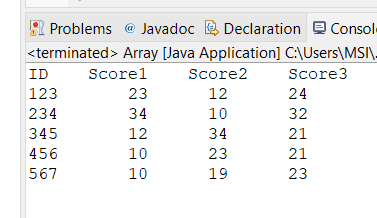 Problems @ Javadoc Declaration Consol
<terminated> Array [Java Application] C:\Users\MSI\.
ID Score1 Score2 Score3
123 23 12 24
234 34 10 32
345 12 34 21
456 10 23 21
567 10 19 23